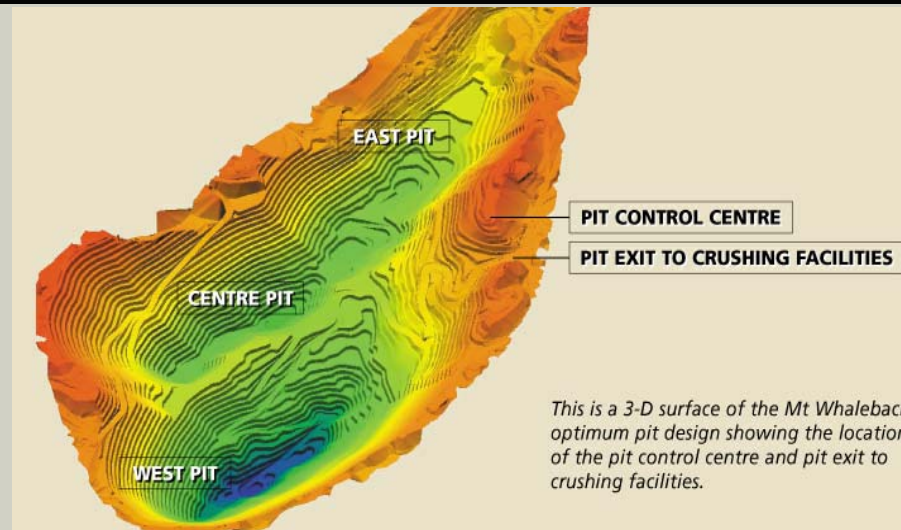 EAST PIT
PIT CONTROL CENTRE
PIT EXIT TO CRUSHING FACILITIES
CENTRE PIT
This is a 3-D surface of the Mt Whaleback
optimum pit design showing the location
of the pit control centre and pit exit to
crushing facilities.
WEST PIT